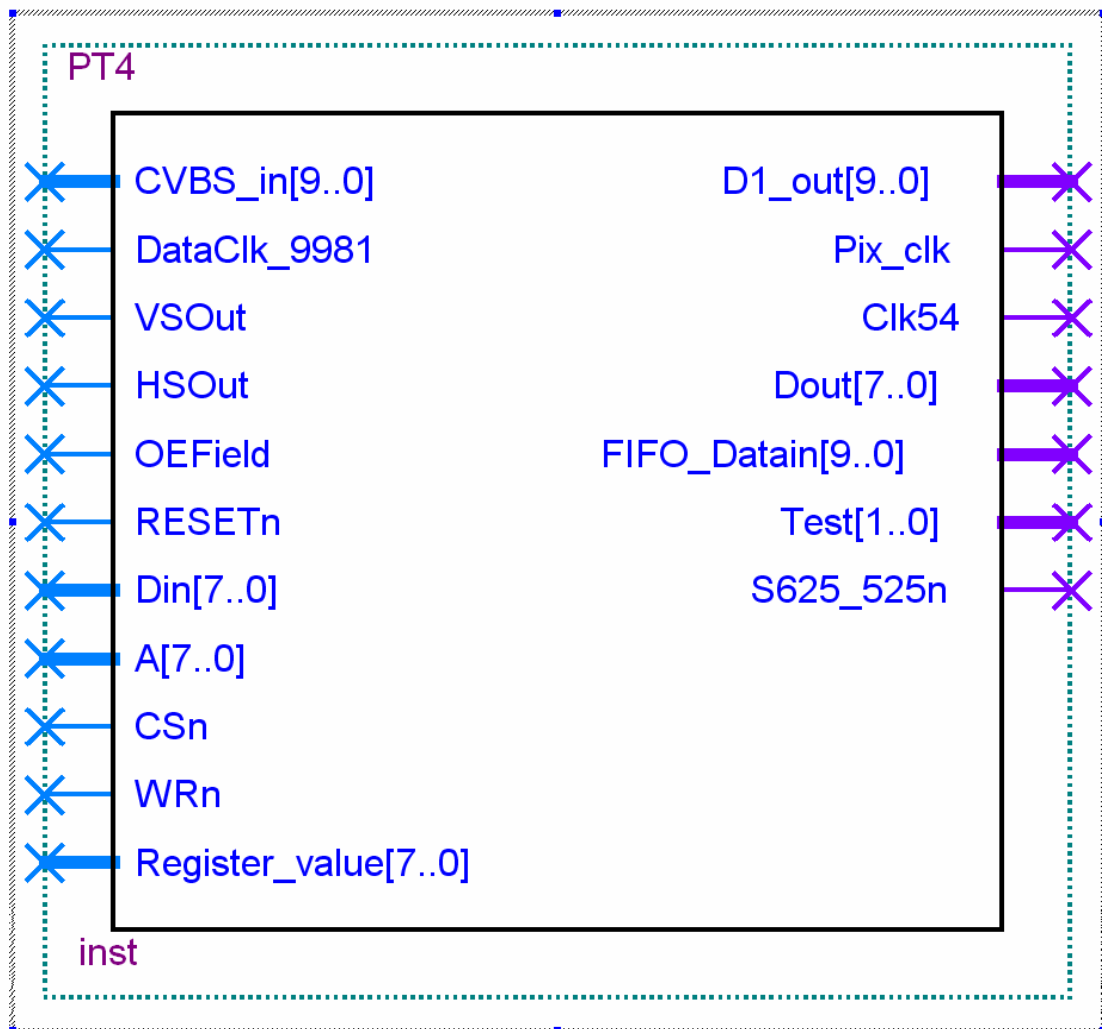 PT4
CVBS_in[9..0] D1_out[9..0]
DataClk_9981 Pix_clk
VSOut Clk54
HSOut Dout[7..0]
OEField FIFO_Datain[9..0]
RESETn Test[1..0]
Din[7..0] S625_525n
A[7..0]
CSn
WRn
Register_value[7..0]
inst